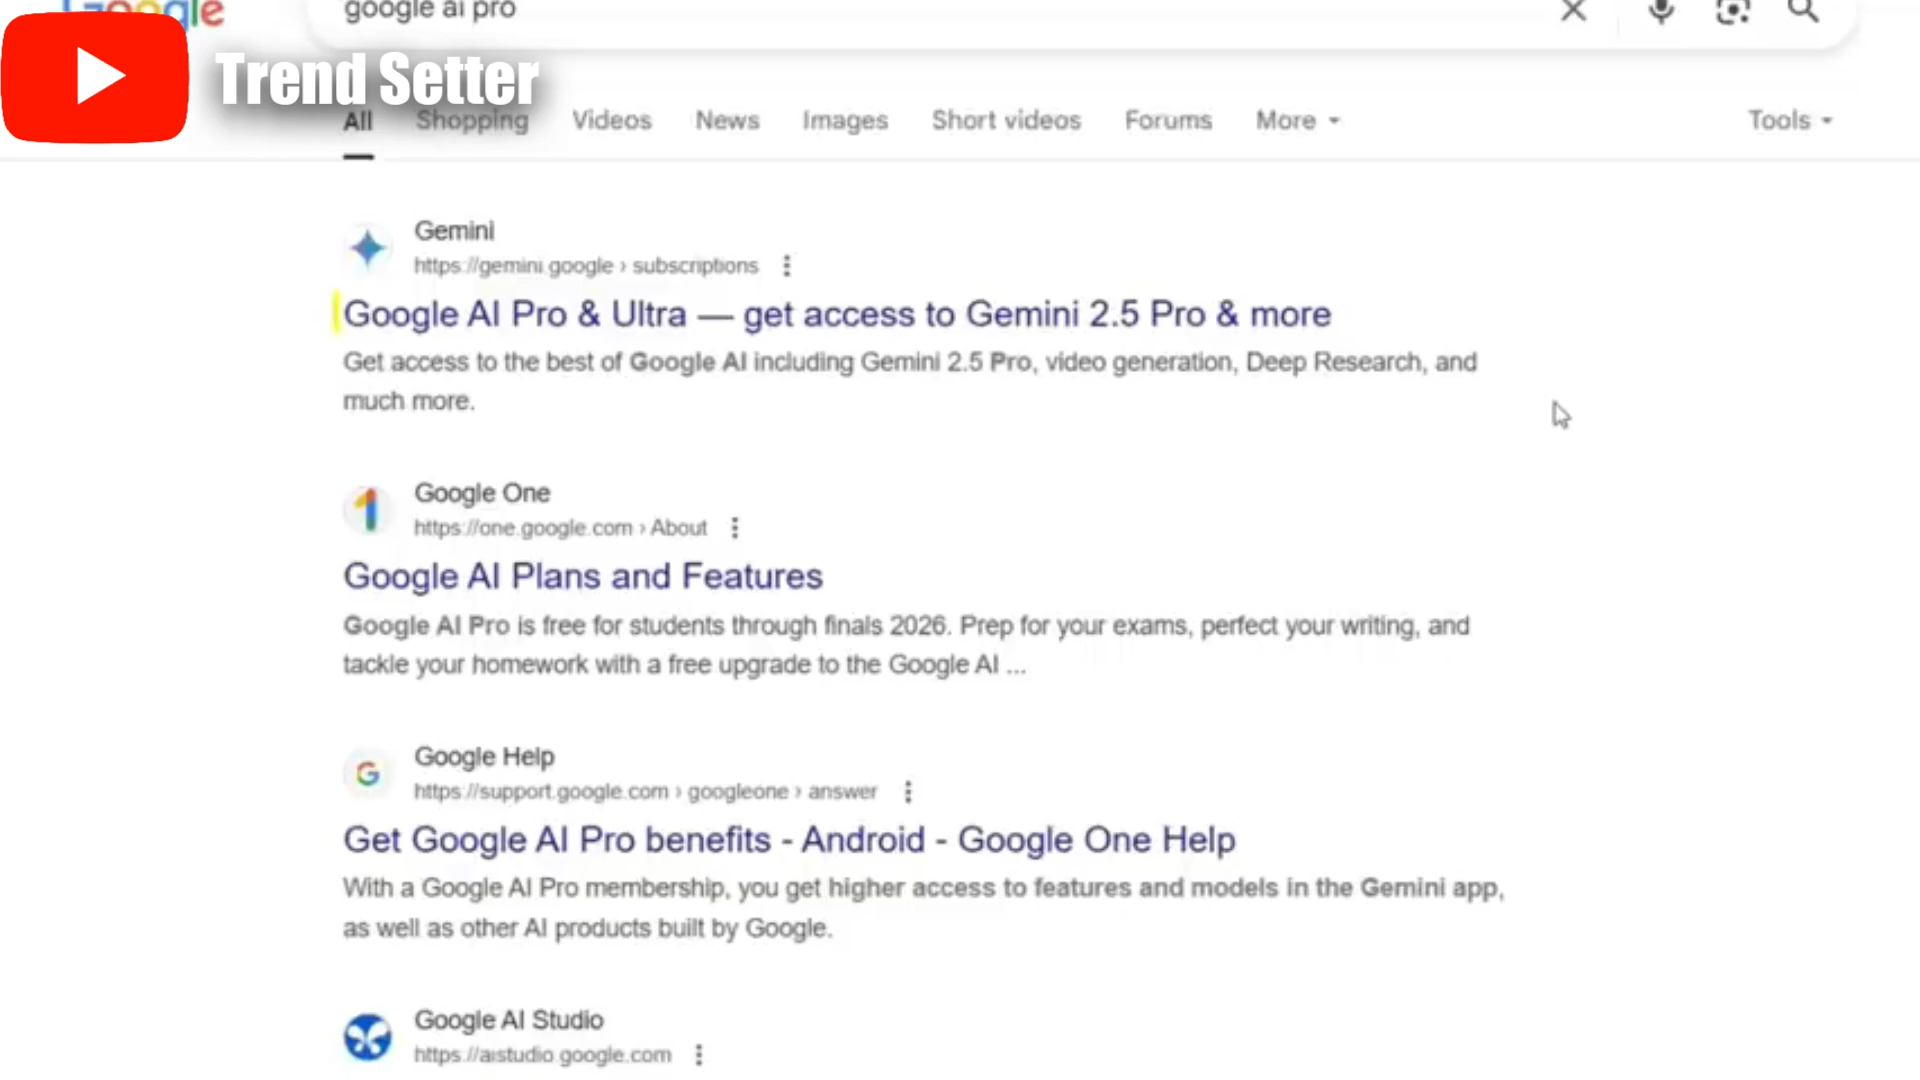 Google
google ai pro
Trend Setter
All Shopping Videos News Images Short videos Forums More Tools
Gemini
https://gemini.google › subscriptions
Google AI Pro & Ultra — get access to Gemini 2.5 Pro & more
Get access to the best of Google AI including Gemini 2.5 Pro, video generation, Deep Research, and
much more.
Google One
https://one.google.com › About
Google AI Plans and Features
Google AI Pro is free for students through finals 2026. Prep for your exams, perfect your writing, and
tackle your homework with a free upgrade to the Google AI ...
Google Help
https://support.google.com › googleone › answer
Get Google AI Pro benefits - Android - Google One Help
With a Google AI Pro membership, you get higher access to features and models in the Gemini app,
as well as other AI products built by Google.
Google AI Studio
https://aistudio.google.com